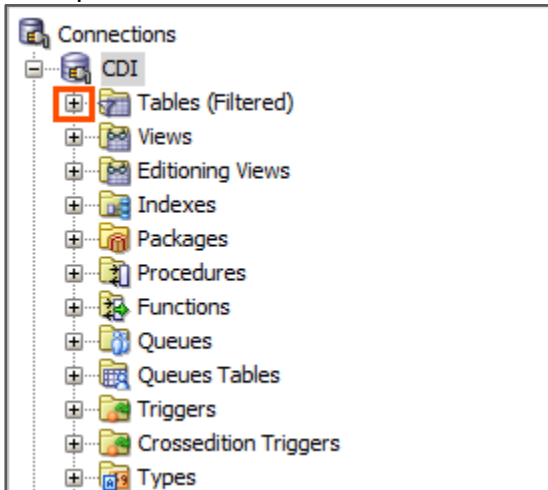 Connections
CDI
Tables (Filtered)
Views
Editioning Views
Indexes
Packages
Procedures
Functions
Queues
Queues Tables
Triggers
Crossedition Triggers
Types